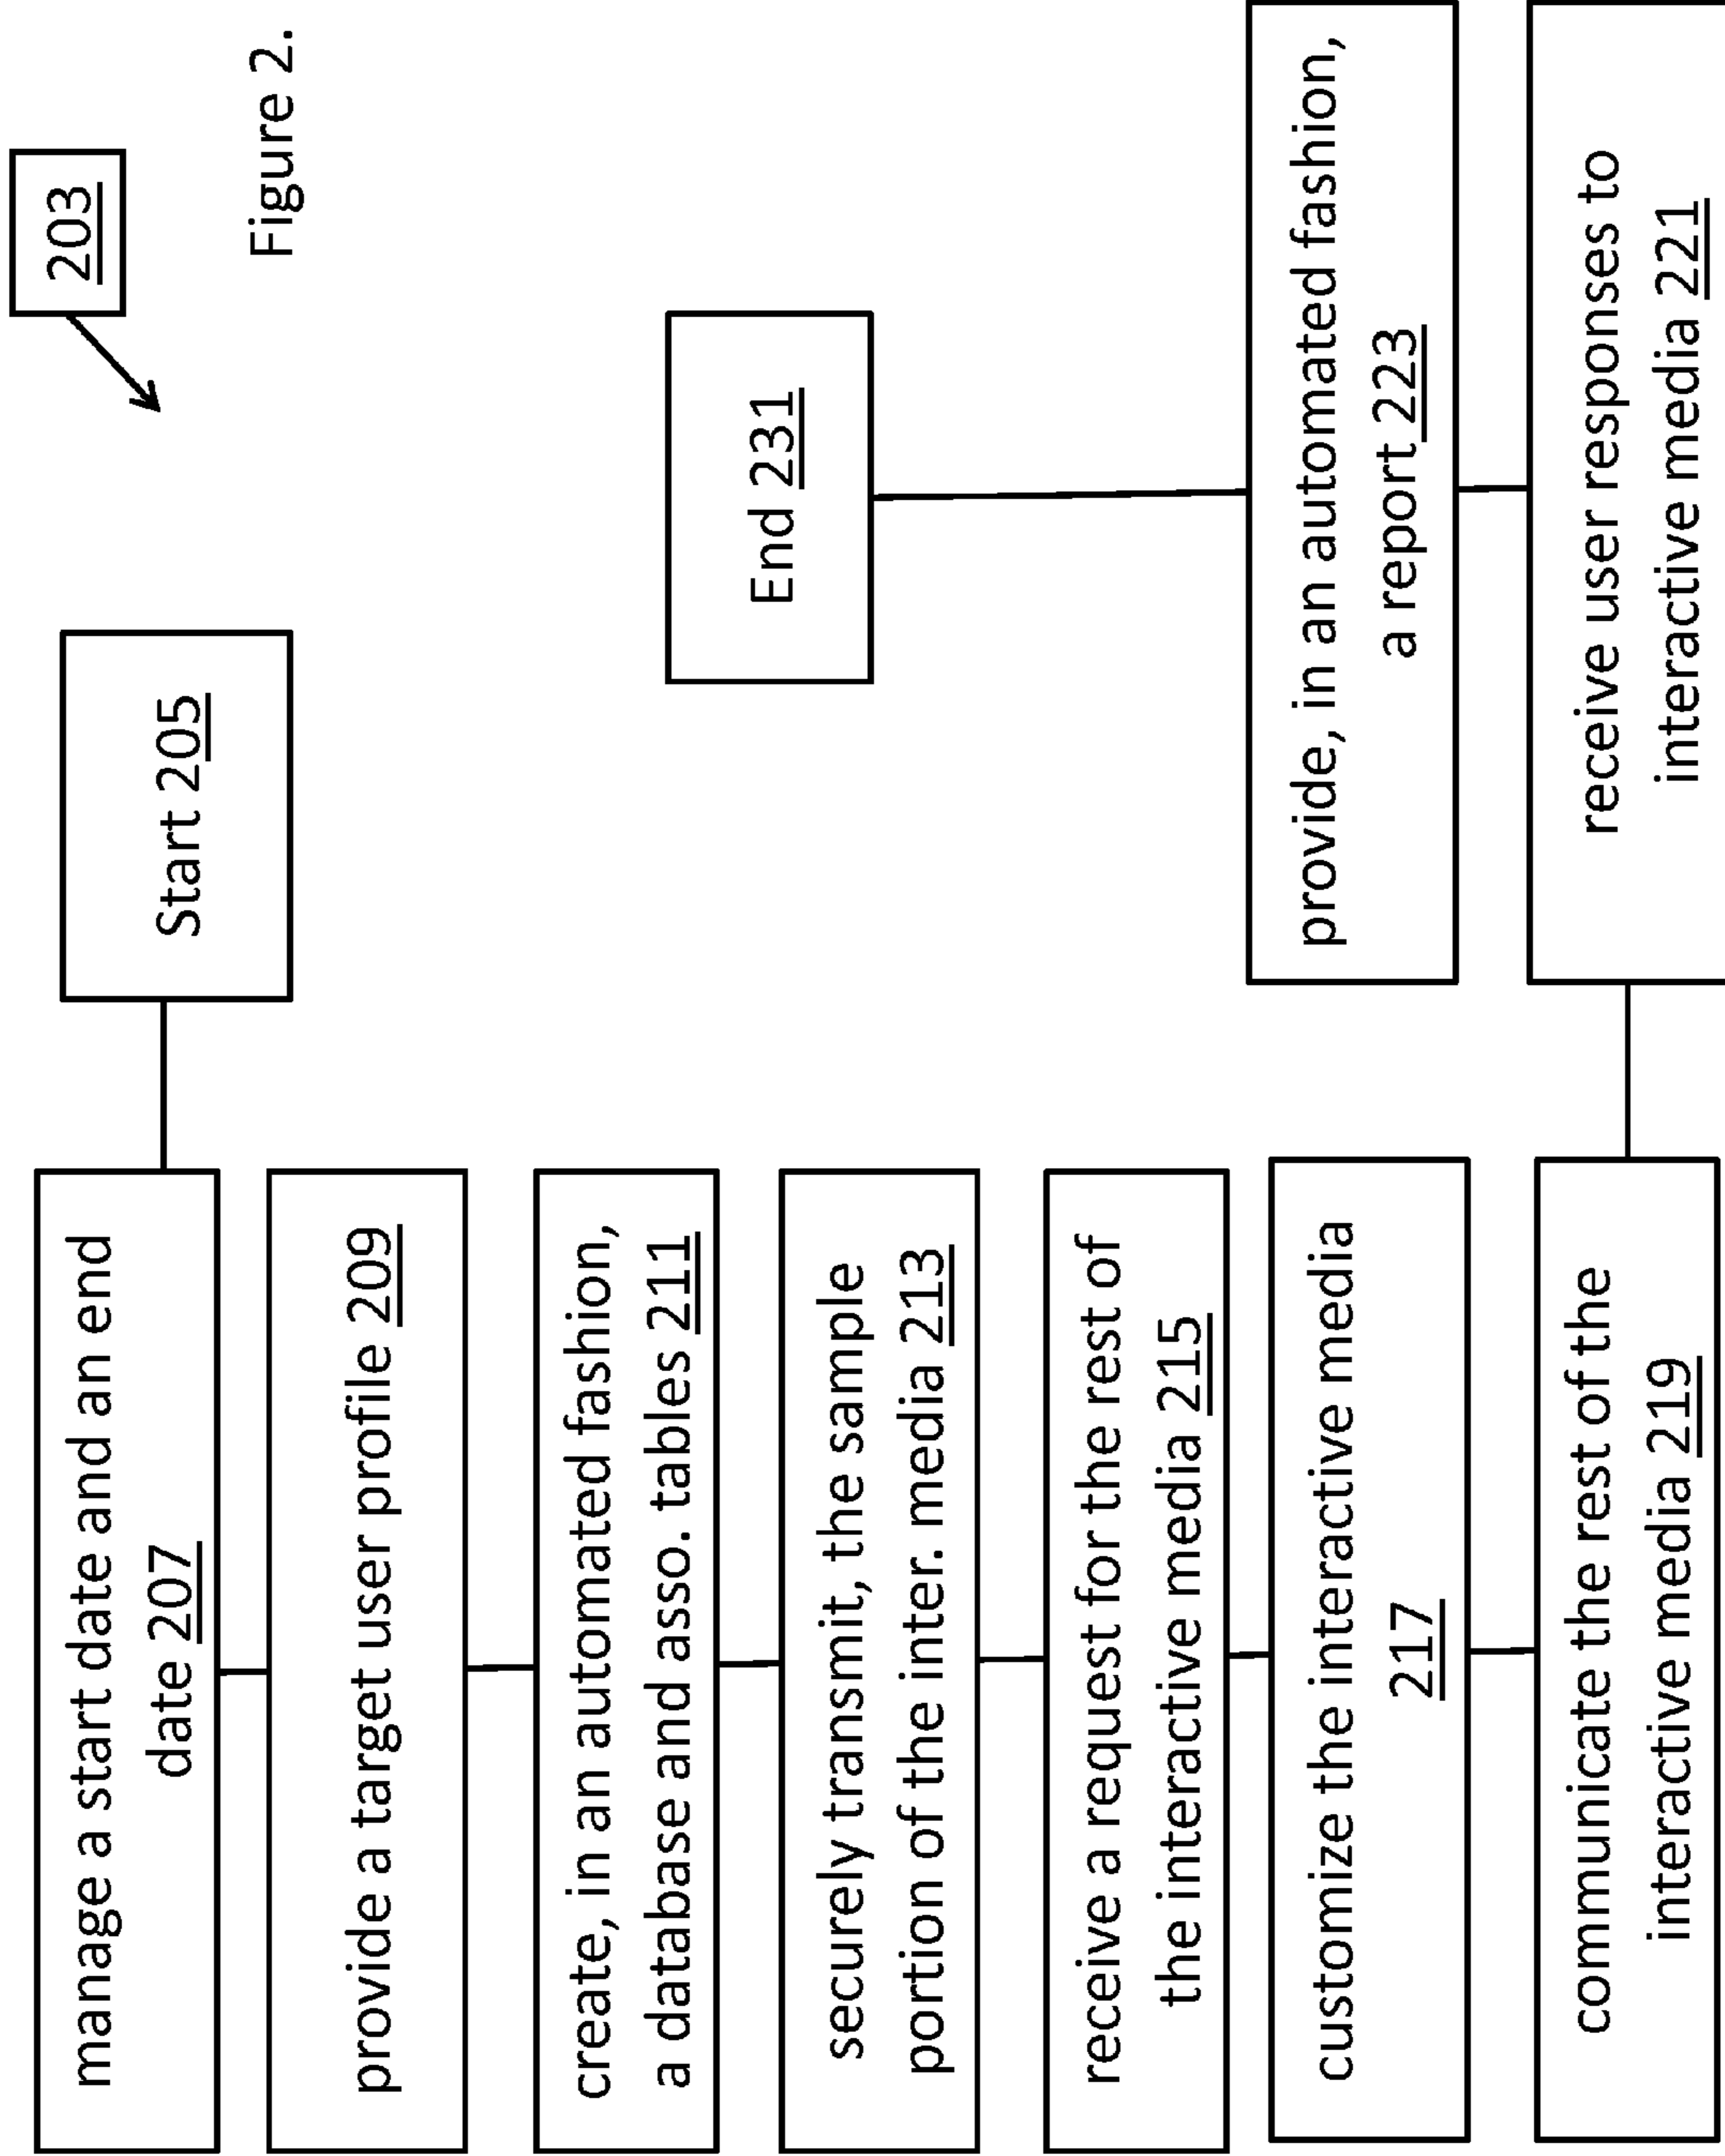 203
Figure 2.
Start 205
manage a start date and an end
date 207
provide a target user profile 209
create, in an automated fashion,
a database and asso. tables 211
securely transmit, the sample
portion of the inter. media 213
receive a request for the rest of
the interactive media 215
customize the interactive media
217
communicate the rest of the
interactive media 219
receive user responses to
interactive media 221
provide, in an automated fashion,
a report 223
End 231